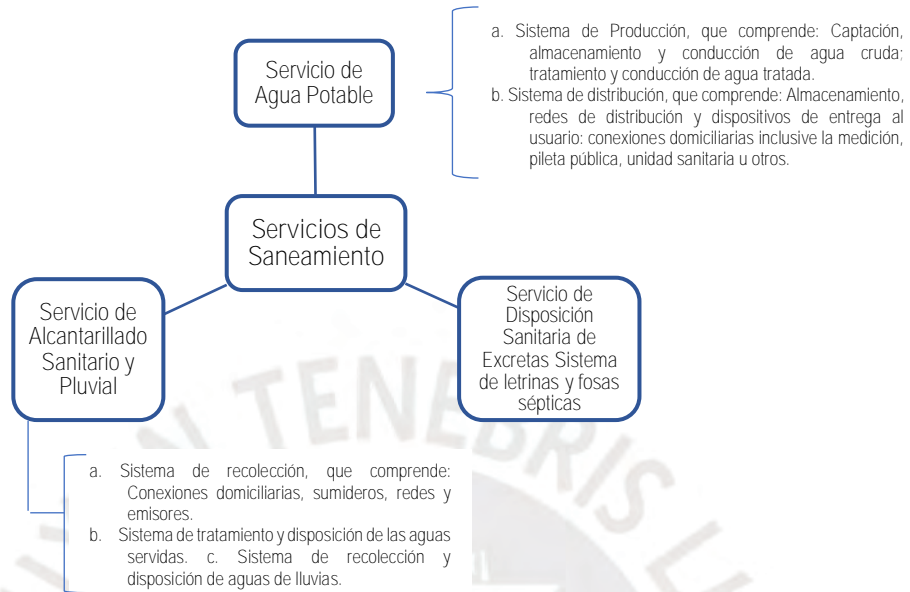 Servicio de
Agua Potable
a. Sistema de Producción, que comprende: Captación,
almacenamiento y conducción de agua cruda;
tratamiento y conducción de agua tratada.
b. Sistema de distribución, que comprende: Almacenamiento,
redes de distribución y dispositivos de entrega al
usuario: conexiones domiciliarias inclusive la medición,
pileta pública, unidad sanitaria u otros.
Servicios de
Saneamiento
Servicio de
Alcantarillado
Sanitario y
Pluvial
Servicio de
Disposición
Sanitaria de
Excretas Sistema
de letrinas y fosas
sépticas
a. Sistema de recolección, que comprende:
Conexiones domiciliarias, sumideros, redes y
emisores.
b. Sistema de tratamiento y disposición de las aguas
servidas. c. Sistema de recolección y
disposición de aguas de lluvias.
TENEBRIS